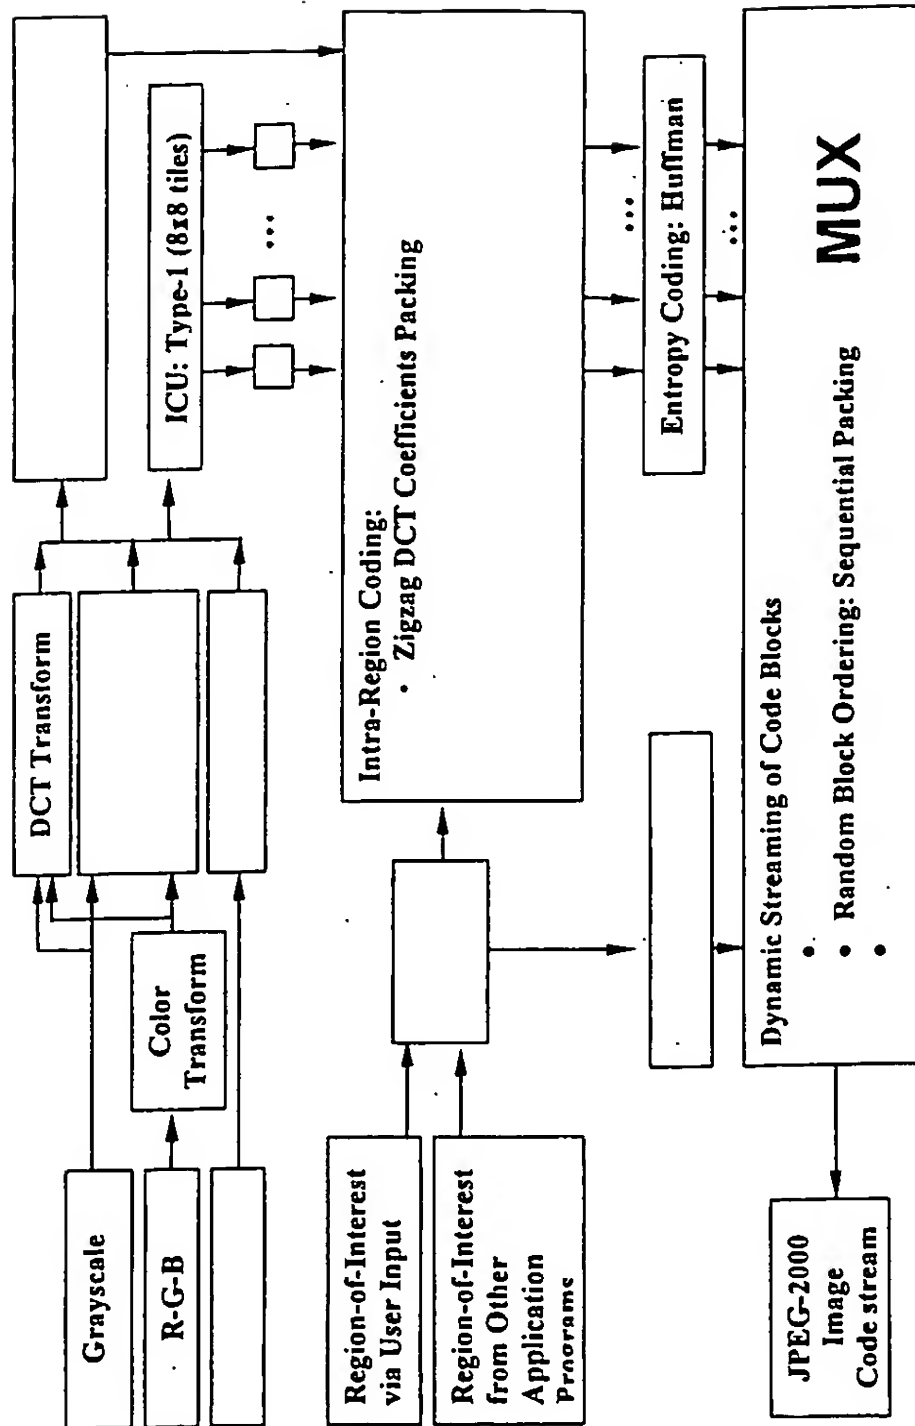 Grayscale
R-G-B
Color
Transform
DCT Transform
ICU: Type-1 (8x8 tiles)
...
Region-of-Interest
via User Input
Region-of-Interest
from Other
Application
Programs
Intra-Region Coding:
• Zigzag DCT Coefficients Packing
...
Entropy Coding: Huffman
...
Dynamic Streaming of Code Blocks
•
• Random Block Ordering: Sequential Packing
•
MUX
JPEG-2000
Image
Code stream